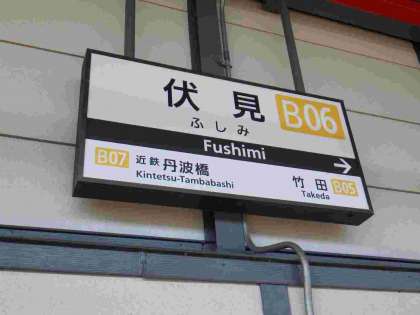 伏見 B06
ふしみ
Fushimi
B07 近鉄丹波橋
Kintetsu-Tambabashi
竹田 B05
Takeda